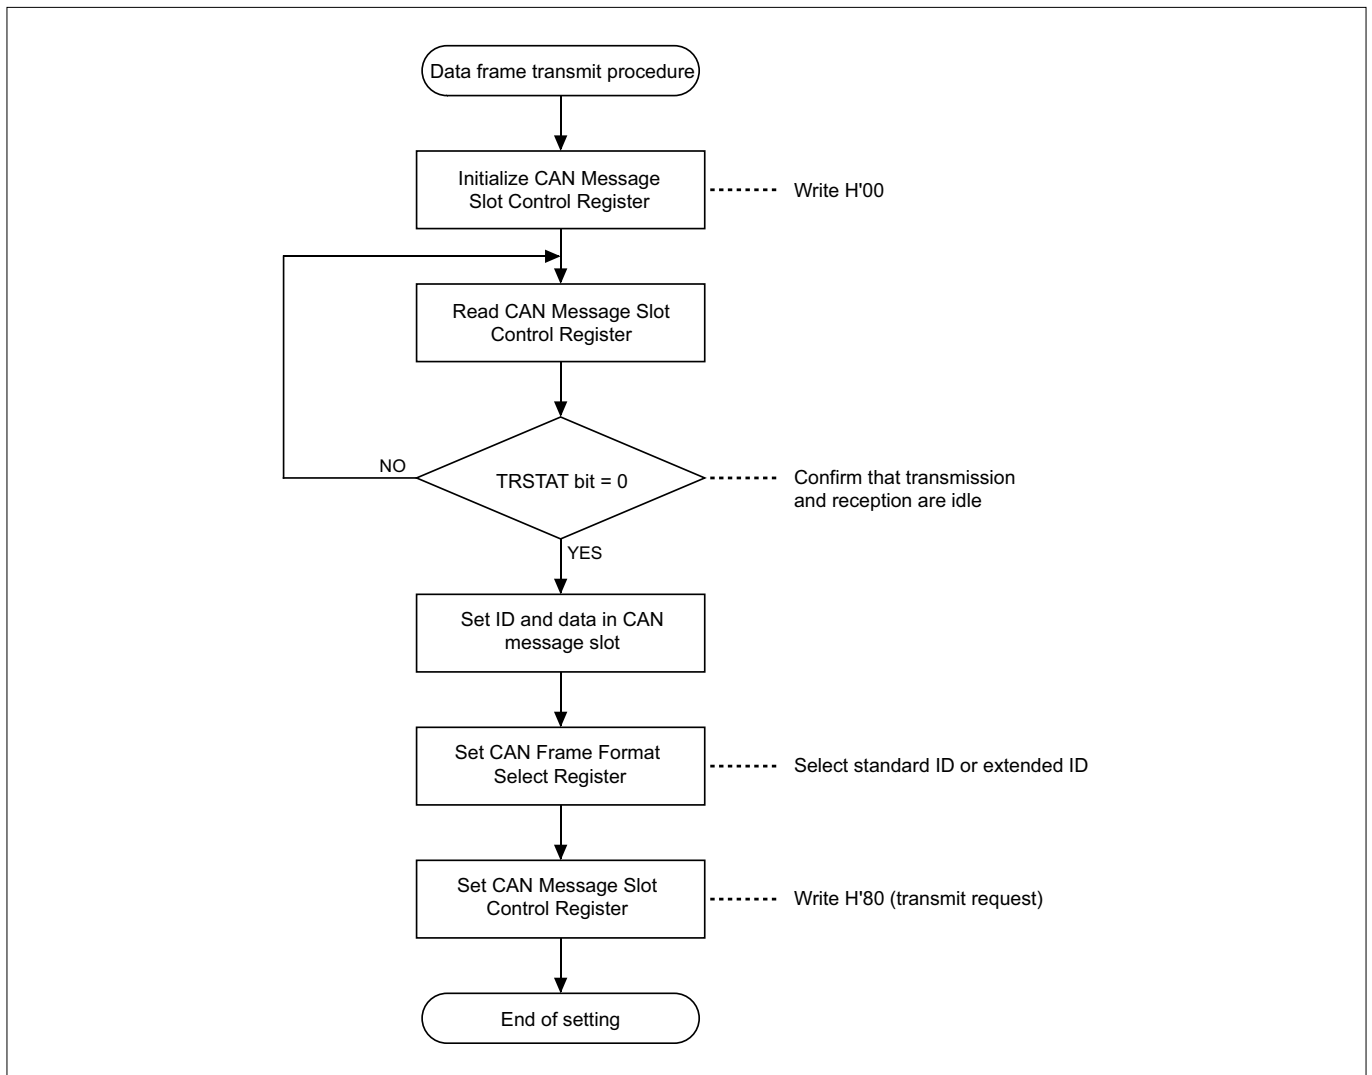 Data frame transmit procedure
Initialize CAN Message
Slot Control Register
Write H'00
Read CAN Message Slot
Control Register
NO
TRSTAT bit = 0
Confirm that transmission
and reception are idle
YES
Set ID and data in CAN
message slot
Set CAN Frame Format
Select Register
Select standard ID or extended ID
Set CAN Message Slot
Control Register
Write H'80 (transmit request)
End of setting